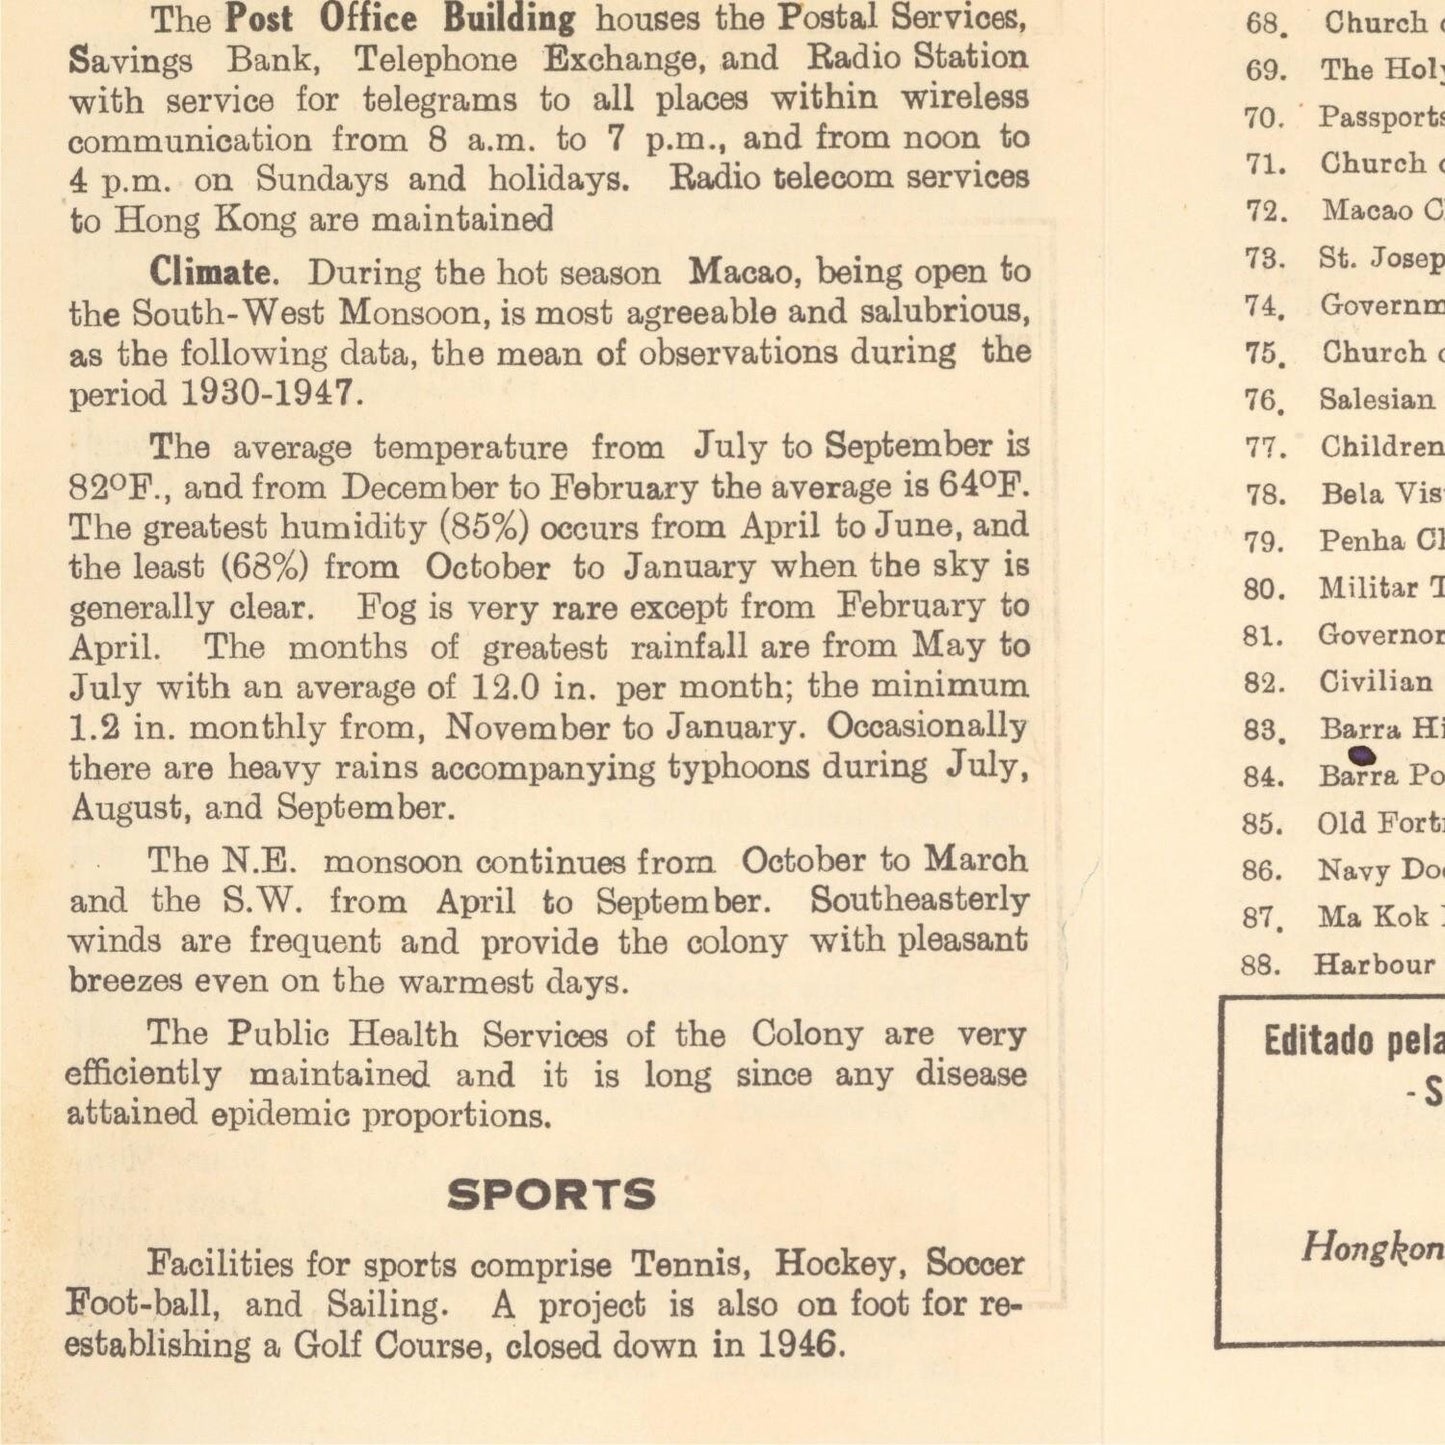 The Post Office Building houses the Postal Services,
Savings Bank, Telephone Exchange, and Radio Station
with service for telegrams to all places within wireless
communication from 8 a.m. to 7 p.m., and from noon to
4 p.m. on Sundays and holidays. Radio telecom services
to Hong Kong are maintained
Climate. During the hot season Macao, being open to
the South-West Monsoon, is most agreeable and salubrious,
as the following data, the mean of observations during the
period 1930-1947.
The average temperature from July to September is
82ºF., and from December to February the average is 64ºF.
The greatest humidity (85%) occurs from April to June, and
the least (68%) from October to January when the sky is
generally clear. Fog is very rare except from February to
April. The months of greatest rainfall are from May to
July with an average of 12.0 in. per month; the minimum
1.2 in. monthly from, November to January. Occasionally
there are heavy rains accompanying typhoons during July,
August, and September.
The N.E. monsoon continues from October to March
and the S.W. from April to September. Southeasterly
winds are frequent and provide the colony with pleasant
breezes even on the warmest days.
The Public Health Services of the Colony are very
efficiently maintained and it is long since any disease
attained epidemic proportions.
SPORTS
Facilities for sports comprise Tennis, Hockey, Soccer
Foot-ball, and Sailing. A project is also on foot for re-
establishing a Golf Course, closed down in 1946.
68. Church
69. The
70. Passports
71. Church
72. Macao
73. St.
74.
75. Church
76. Salesian
77. Children
78. Bela
79. Penha
80. Militar
81. Governor
82. Civilian
83. Barra
84. Barra
85. Old
86. Navy
87. Ma Kok
88. Harbour
Editado pela
- S